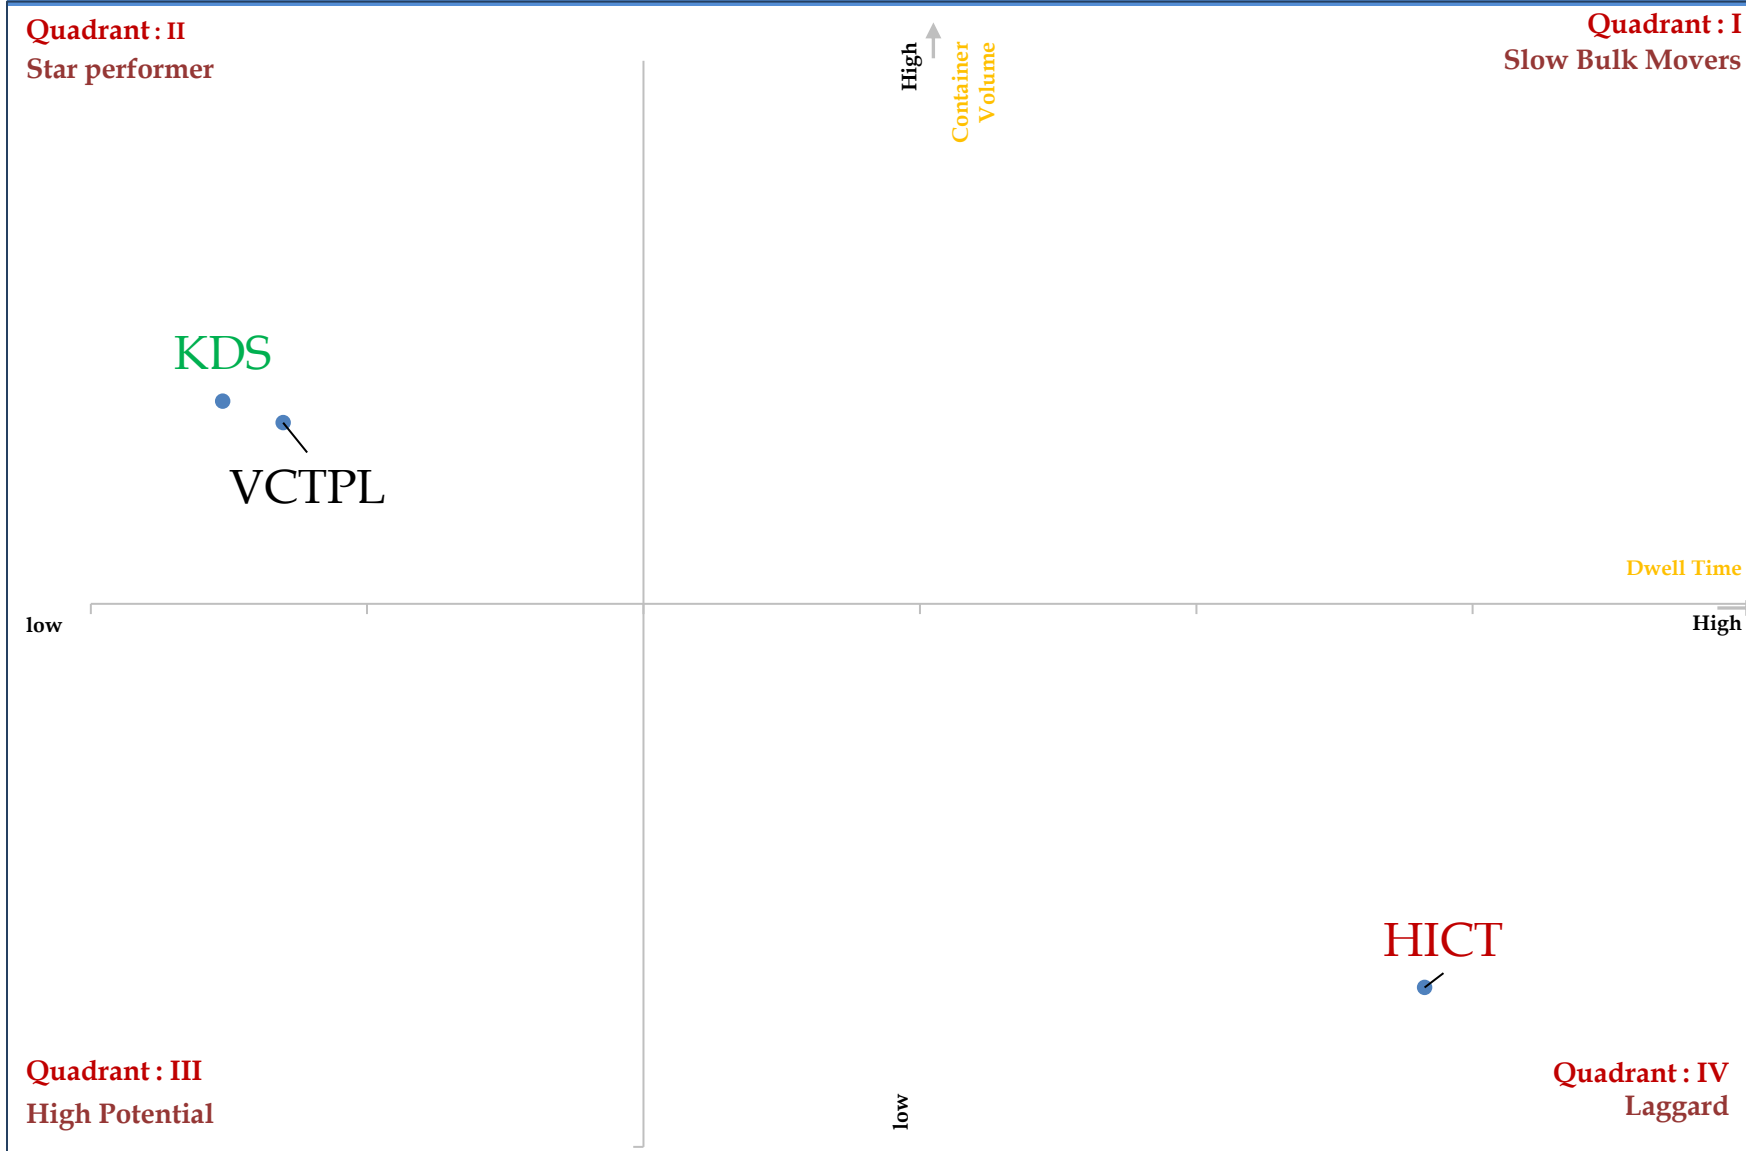 Quadrant : II
Star performer
Quadrant : I
Slow Bulk Movers
High
Container
Volume
KDS
VCTPL
Dwell Time
low
High
HICT
Quadrant : III
High Potential
low
Quadrant : IV
Laggard